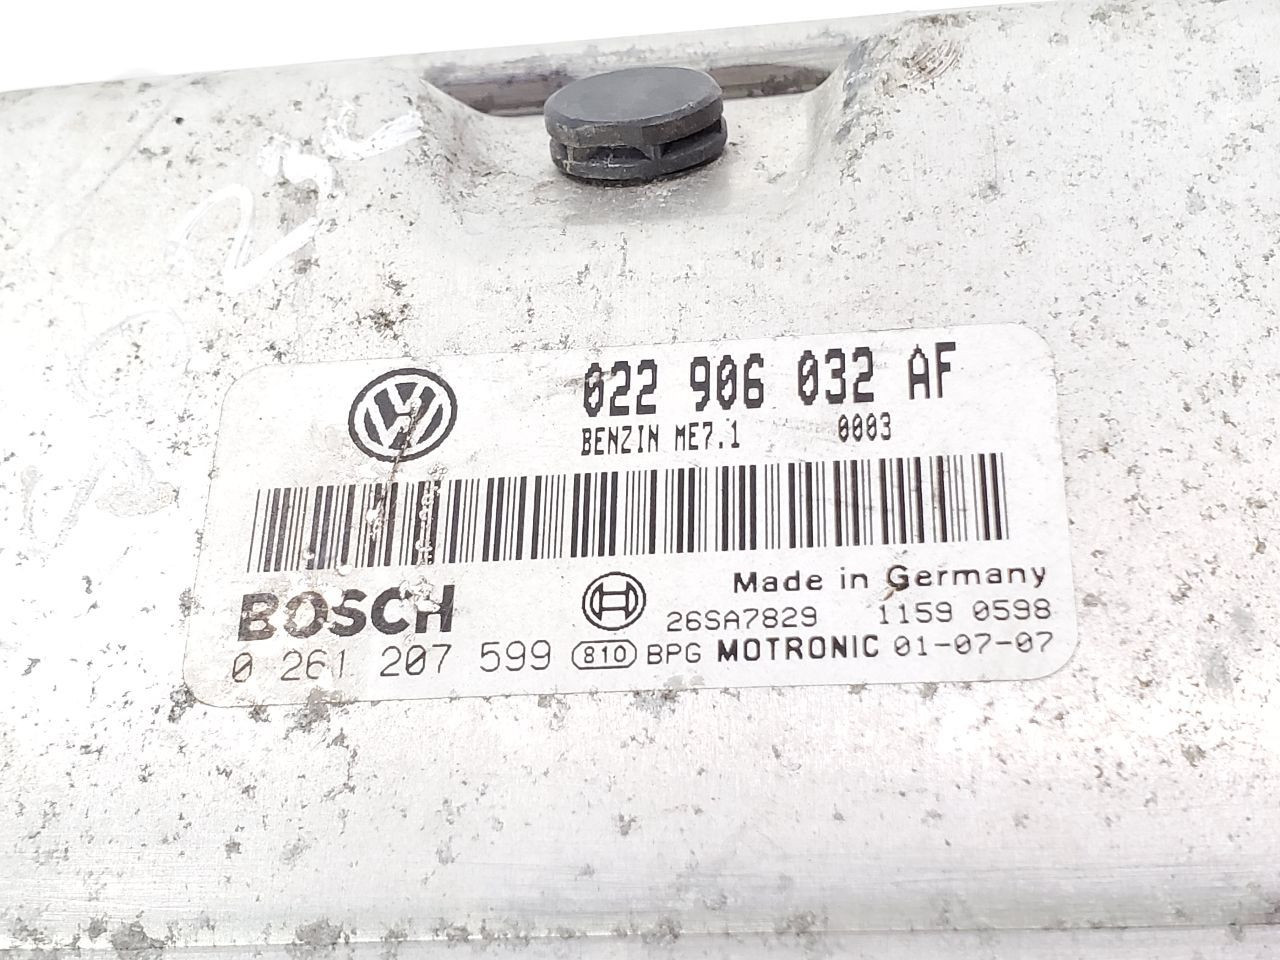 022 906 032 AF
BENZIN ME7.1 0003
BOSCH
Made in Germany
26SA7829 1159 0598
0 261 207 599 810 BPG MOTRONIC 01-07-07